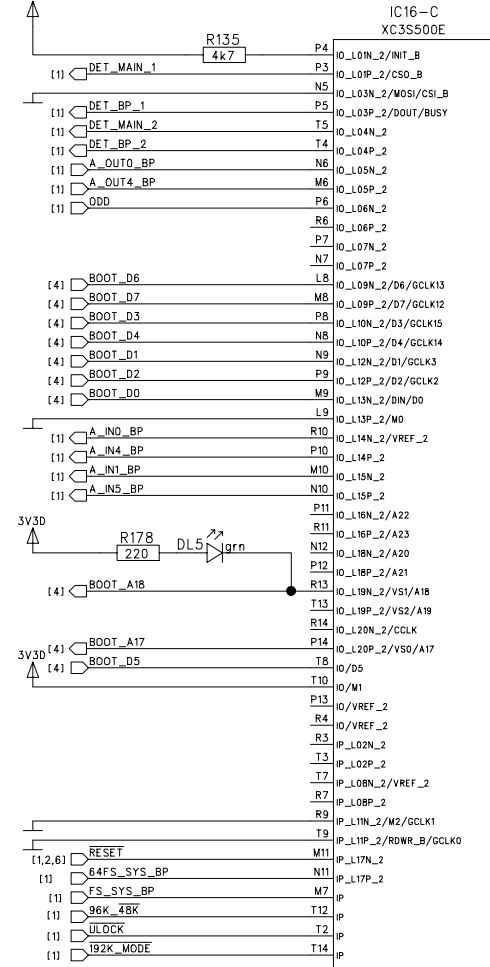 IC16-C
XC3S500E
R135
4k7
P4 IO_L01N_2/INIT_B
[1] DET_MAIN_1 P3 IO_L01P_2/CSO_B
N5 IO_L03N_2/MOSI/CSI_B
[1] DET_BP_1 P5 IO_L03P_2/DOUT/BUSY
[1] DET_MAIN_2 T5 IO_L04N_2
[1] DET_BP_2 T4 IO_L04P_2
[1] A_OUT0_BP N6 IO_L05N_2
[1] A_OUT4_BP M6 IO_L05P_2
[1] ODD P6 IO_L06N_2
R6 IO_L06P_2
P7 IO_L07N_2
N7 IO_L07P_2
[4] BOOT_D6 L8 IO_L09N_2/D6/GCLK13
[4] BOOT_D7 M8 IO_L09P_2/D7/GCLK12
[4] BOOT_D3 P8 IO_L10N_2/D3/GCLK15
[4] BOOT_D4 N8 IO_L10P_2/D4/GCLK14
[4] BOOT_D1 N9 IO_L12N_2/D1/GCLK3
[4] BOOT_D2 P9 IO_L12P_2/D2/GCLK2
[4] BOOT_D0 M9 IO_L13N_2/DIN/D0
L9 IO_L13P_2/M0
[1] A_IN0_BP R10 IO_L14N_2/VREF_2
[1] A_IN4_BP P10 IO_L14P_2
[1] A_IN1_BP M10 IO_L15N_2
[1] A_IN5_BP N10 IO_L15P_2
P11 IO_L16N_2/A22
3V3D
R11 IO_L16P_2/A23
R178
220
DL5 grn
N12 IO_L18N_2/A20
P12 IO_L18P_2/A21
[4] BOOT_A18 R13 IO_L19N_2/VS1/A18
T13 IO_L19P_2/VS2/A19
R14 IO_L20N_2/CCLK
[4] BOOT_A17 P14 IO_L20P_2/VS0/A17
3V3D
[4] BOOT_D5 T8 IO/D5
T10 IO/M1
P13 IO/VREF_2
R4 IO/VREF_2
R3 IP_L02N_2
T3 IP_L02P_2
T7 IP_L08N_2/VREF_2
R7 IP_L08P_2
R9 IP_L11N_2/M2/GCLK1
T9 IP_L11P_2/RDWR_B/GCLK0
[1,2,6] RESET M11 IP_L17N_2
[1] 64FS_SYS_BP N11 IP_L17P_2
[1] FS_SYS_BP M7 IP
[1] 96K_48K T12 IP
[1] ULOCK T2 IP
[1] 192K_MODE T14 IP